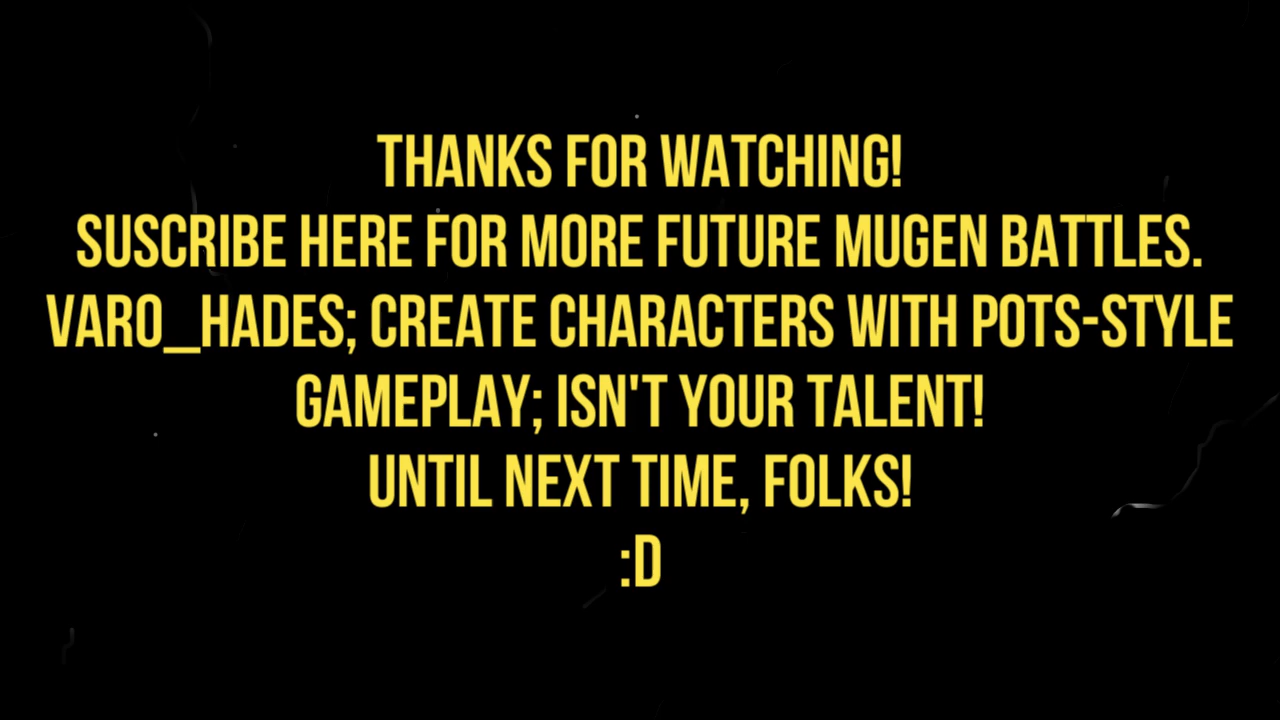 THANKS FOR WATCHING!
SUSCRIBE HERE FOR MORE FUTURE MUGEN BATTLES.
VARO_HADES; CREATE CHARACTERS WITH POTS-STYLE
GAMEPLAY; ISN'T YOUR TALENT!
UNTIL NEXT TIME, FOLKS!
:D